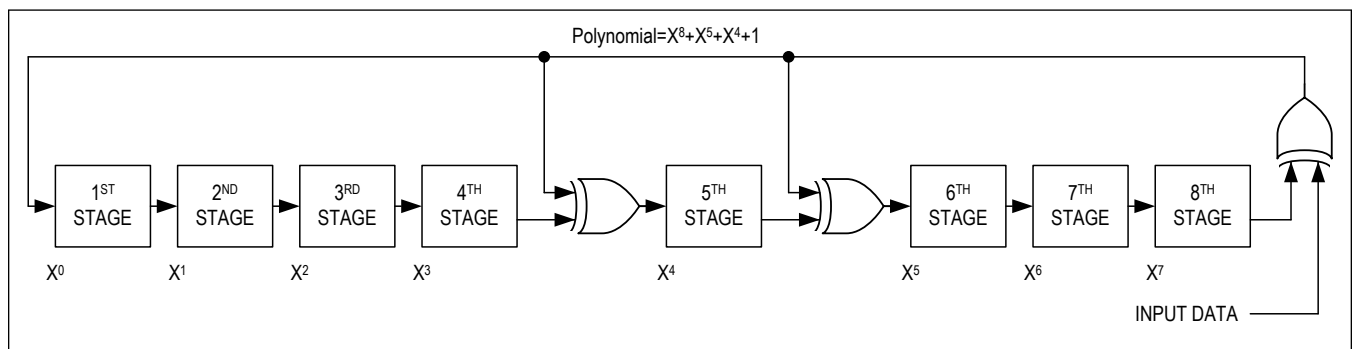 Polynomial=X⁸+X⁵+X⁴+1
1ST
STAGE
2ND
STAGE
3RD
STAGE
4TH
STAGE
5TH
STAGE
6TH
STAGE
7TH
STAGE
8TH
STAGE
X⁰
X¹
X²
X³
X⁴
X⁵
X⁶
X⁷
INPUT DATA